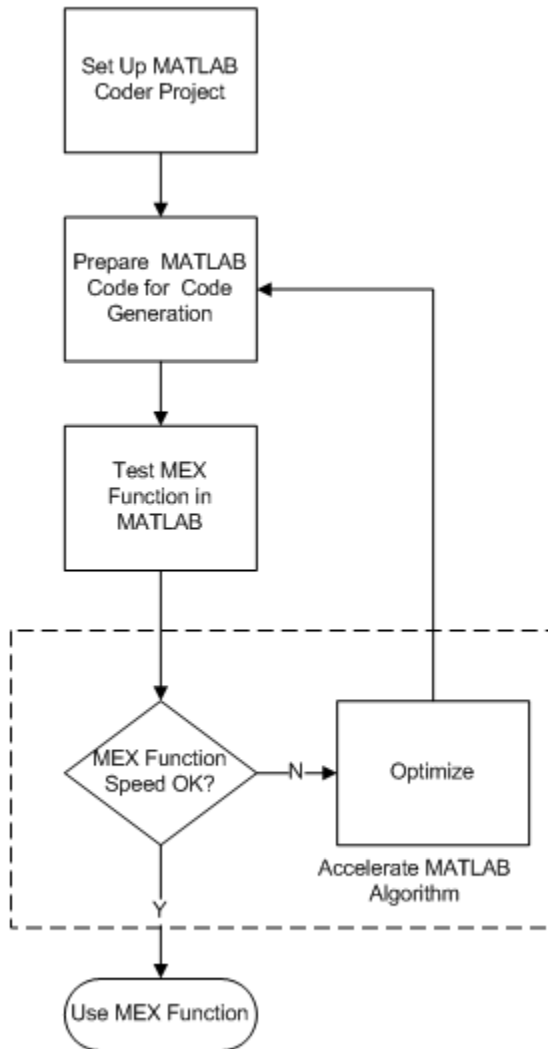 Set Up MATLAB
Coder Project
Prepare MATLAB
Code for Code
Generation
Test MEX
Function in
MATLAB
MEX Function
Speed OK?
N
Optimize
Accelerate MATLAB
Algorithm
Y
Use MEX Function